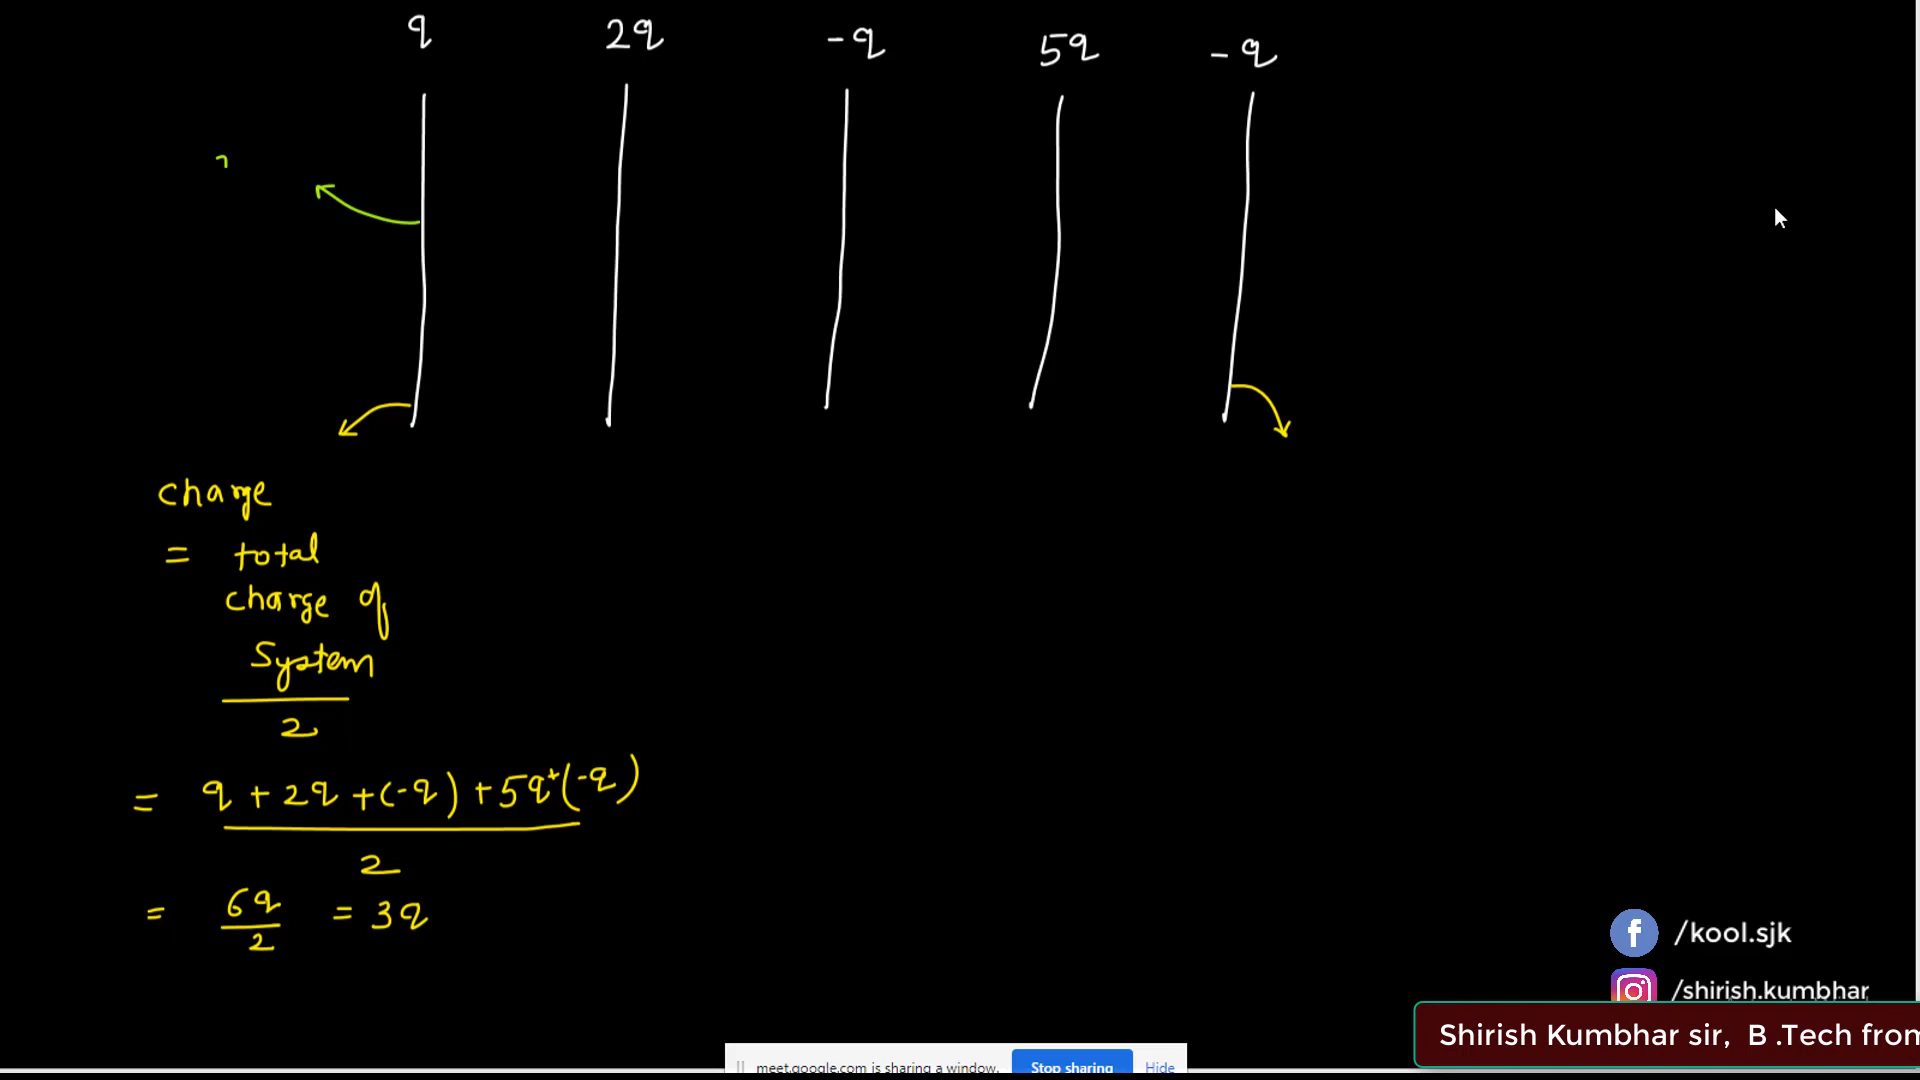 q 2q -q 5q -q
charge
= total
charge of
system
2
= q + 2q + (-q) + 5q + (-q)
2
= 6q = 3q
2
/kool.sjk
/shirish.kumbhar
Shirish Kumbhar sir, B .Tech from
meet.google.com is sharing a window. Stop sharing Hide